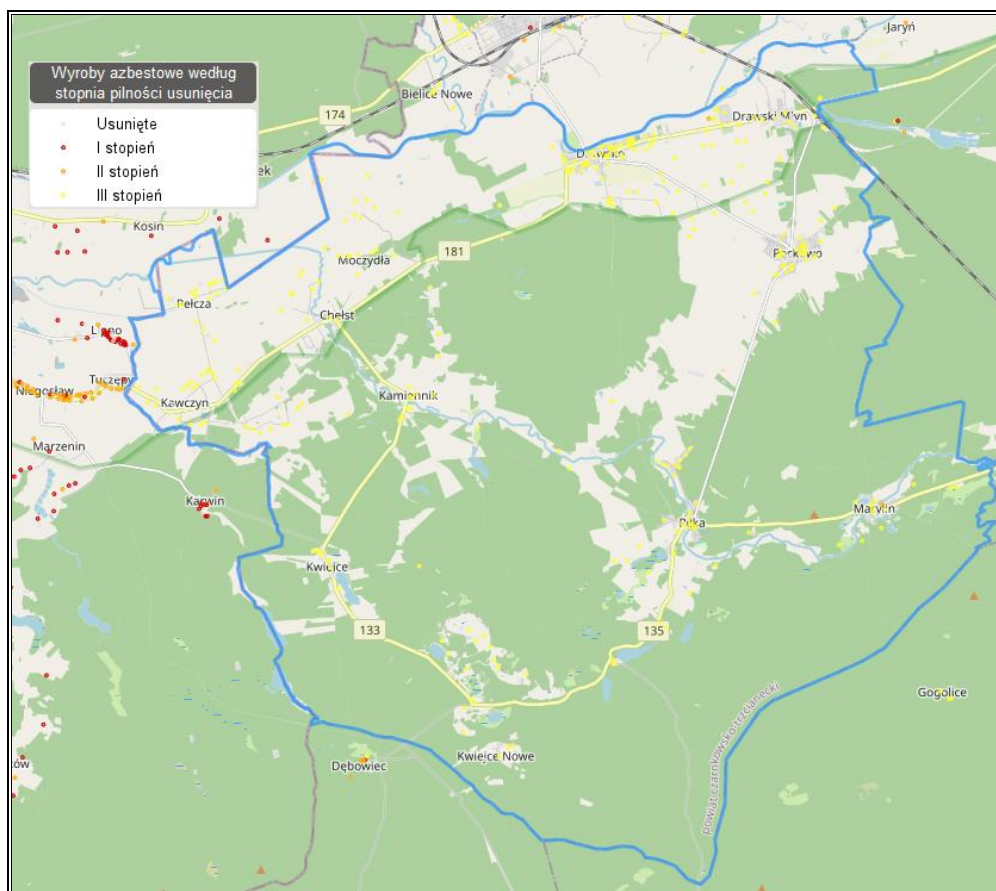 Wyroby azbestowe według
stopnia pilności usunięcia
Usunięte
I stopień
II stopień
III stopień
Jaryń
Bielice Nowe
174
Drawski Młyn
Drawsko
Kosin
181
Moczydła
Pęckowo
Pełcza
Chełst
Tuczępy
Niegosław
Kawczyn
Kamiennik
Marzenin
Karwin
Marylin
Piłka
Kwiejce
133
135
Gogolice
powiat czarnkowsko-trzcianecki
Kwiejce Nowe
Dębowiec